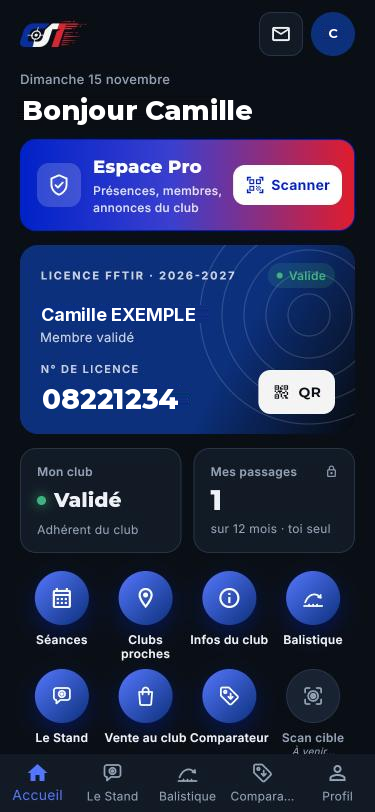 GST
C
Dimanche 15 novembre
Bonjour Camille
Espace Pro
Présences, membres,
annonces du club
Scanner
LICENCE FFTIR · 2026-2027
Valide
Camille EXEMPLE
Membre validé
N° DE LICENCE
08221234
QR
Mon club
Validé
Adhérent du club
Mes passages
1
sur 12 mois · toi seul
Séances
Clubs
proches
Infos du club
Balistique
Le Stand
Vente au club
Comparateur
Scan cible
À venir...
Accueil
Le Stand
Balistique
Compara...
Profil